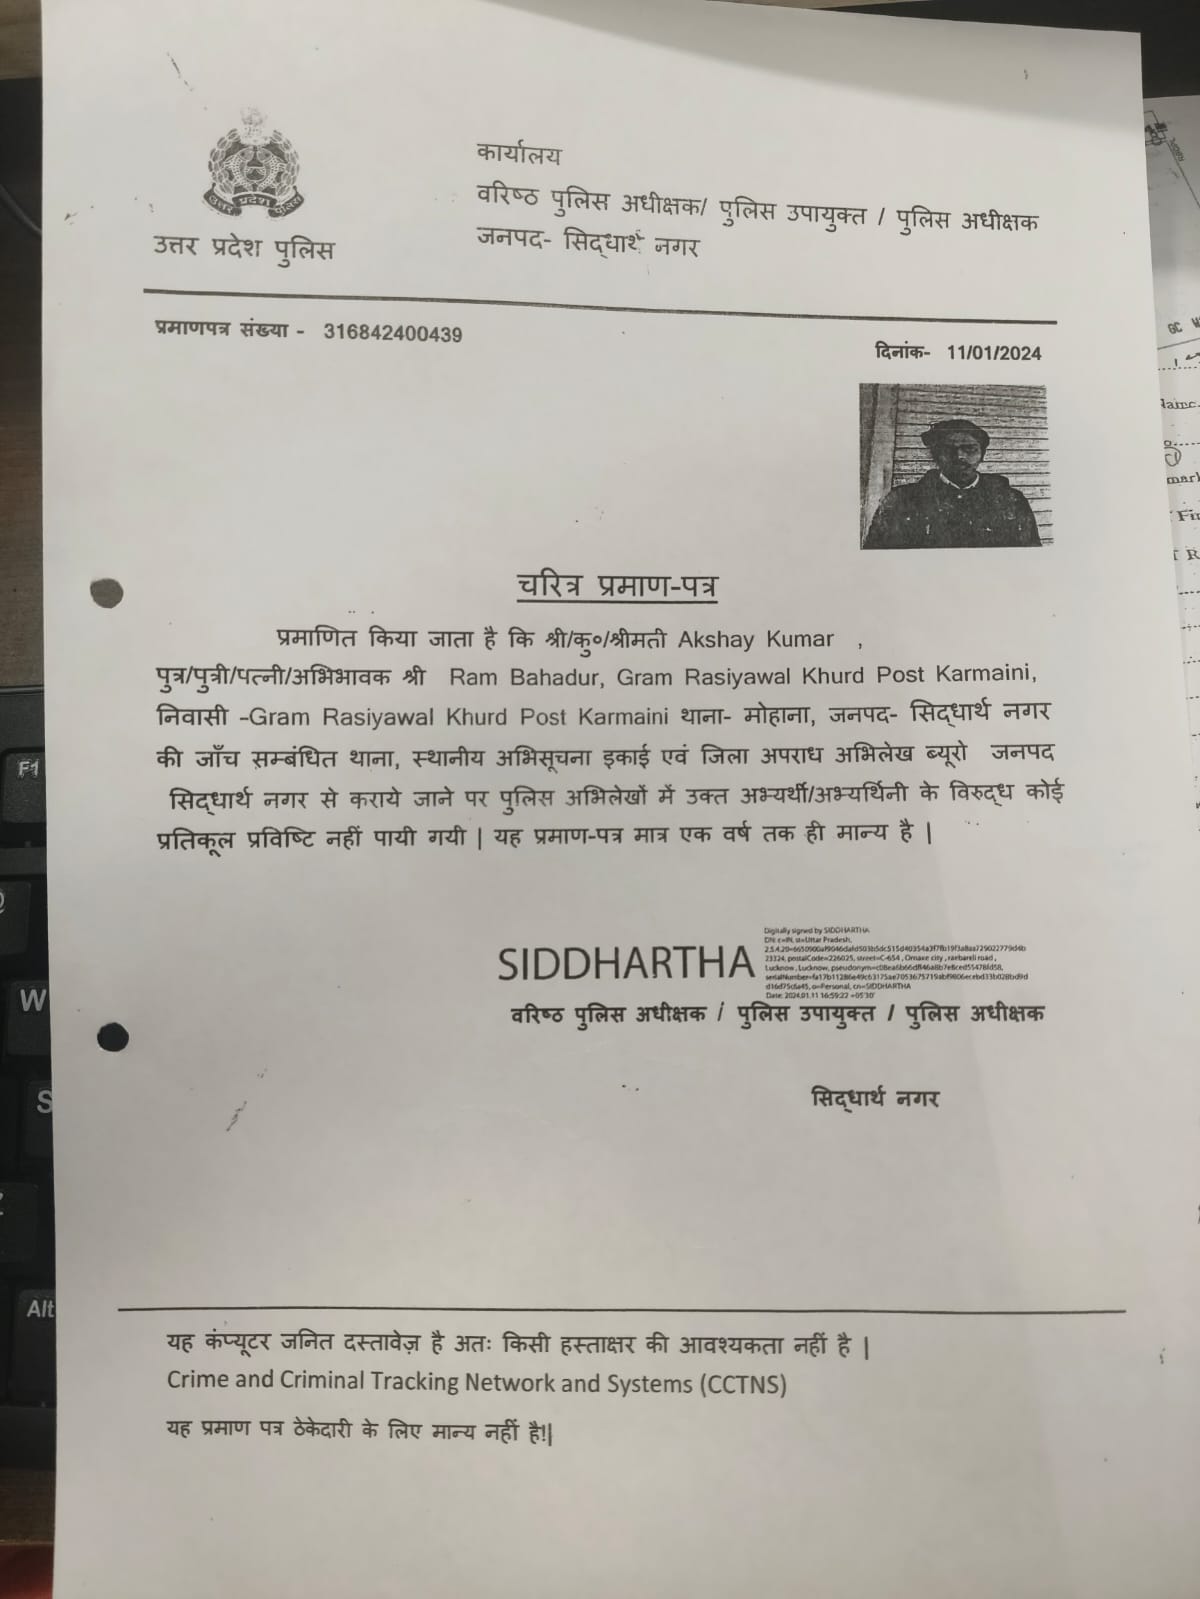 कार्यालय
वरिष्ठ पुलिस अधीक्षक/ पुलिस उपायुक्त / पुलिस अधीक्षक
जनपद- सिद्धार्थ नगर
उत्तर प्रदेश पुलिस
उत्तर प्रदेश पुलिस
प्रमाणपत्र संख्या - 316842400439
दिनांक- 11/01/2024
चरित्र प्रमाण-पत्र
प्रमाणित किया जाता है कि श्री/कु०/श्रीमती Akshay Kumar ,
पुत्र/पुत्री/पत्नी/अभिभावक श्री Ram Bahadur, Gram Rasiyawal Khurd Post Karmaini,
निवासी -Gram Rasiyawal Khurd Post Karmaini थाना- मोहाना, जनपद- सिद्धार्थ नगर
की जाँच सम्बंधित थाना, स्थानीय अभिसूचना इकाई एवं जिला अपराध अभिलेख ब्यूरो जनपद
सिद्धार्थ नगर से कराये जाने पर पुलिस अभिलेखों में उक्त अभ्यर्थी/अभ्यर्थिनी के विरुद्ध कोई
प्रतिकूल प्रविष्टि नहीं पायी गयी | यह प्रमाण-पत्र मात्र एक वर्ष तक ही मान्य है |
SIDDHARTHA
Digitally signed by SIDDHARTHA
DN: c=IN, st=Uttar Pradesh,
postalCode=226025, street=C-654 , Omaxe city , raebareli road ,
Lucknow , Lucknow,
o=Personal, cn=SIDDHARTHA
Date: 2024.01.11 16:59:22 +05'30'
वरिष्ठ पुलिस अधीक्षक / पुलिस उपायुक्त / पुलिस अधीक्षक
सिद्धार्थ नगर
यह कंप्यूटर जनित दस्तावेज़ है अतः किसी हस्ताक्षर की आवश्यकता नहीं है |
Crime and Criminal Tracking Network and Systems (CCTNS)
यह प्रमाण पत्र ठेकेदारी के लिए मान्य नहीं है!|
F1
W
S
Alt
GC